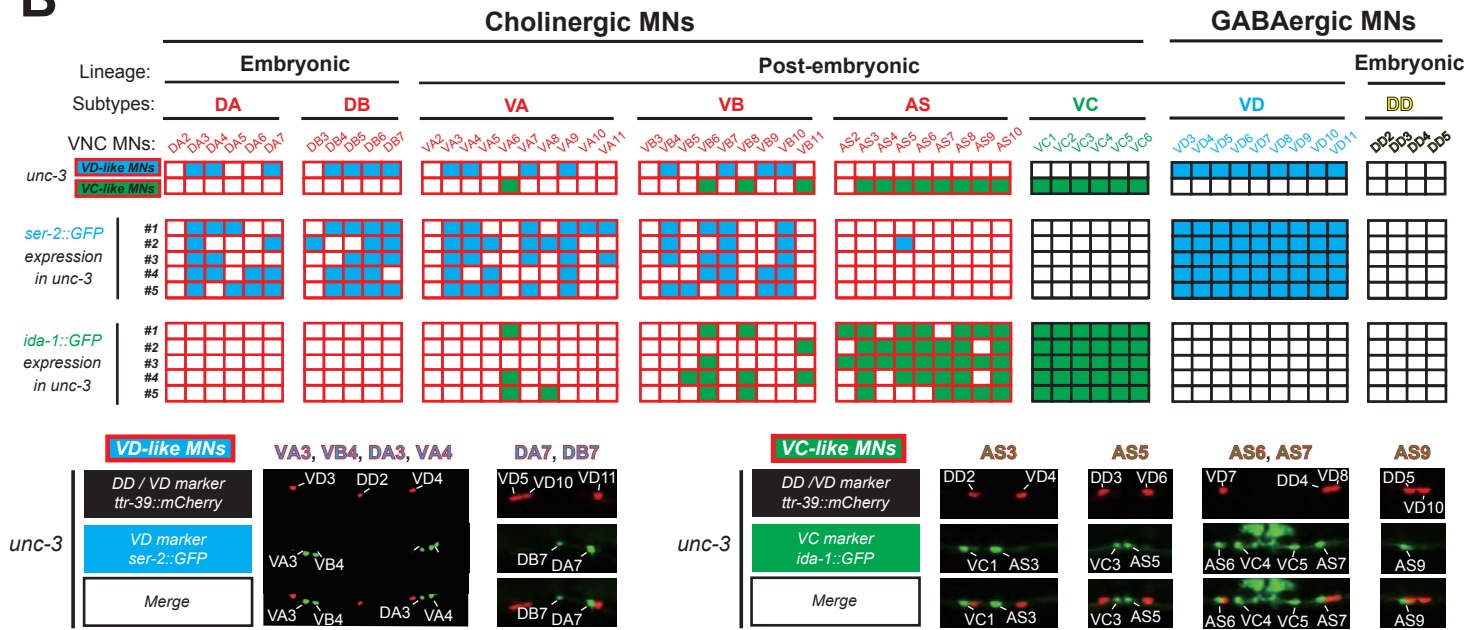 B
Cholinergic MNs GABAergic MNs
Lineage: Embryonic Post-embryonic Embryonic
Subtypes: DA DB VA VB AS VC VD DD
VNC MNs: DA2 DA3 DA4 DA5 DA6 DA7 DB3 DB4 DB5 DB6 DB7 VA2 VA3 VA4 VA5 VA6 VA7 VA8 VA9 VA10 VA11 VB3 VB4 VB5 VB6 VB7 VB8 VB9 VB10 VB11 AS2 AS3 AS4 AS5 AS6 AS7 AS8 AS9 AS10 VC1 VC2 VC3 VC4 VC5 VC6 VD3 VD4 VD5 VD6 VD7 VD8 VD9 VD10 VD11 DD2 DD3 DD4 DD5
unc-3
VD-like MNs
VC-like MNs
ser-2::GFP
expression
in unc-3
#1
#2
#3
#4
#5
ida-1::GFP
expression
in unc-3
#1
#2
#3
#4
#5
VD-like MNs VA3, VB4, DA3, VA4 DA7, DB7
unc-3
DD / VD marker
ttr-39::mCherry
VD3 DD2 VD4 VD5 VD10 VD11
VD marker
ser-2::GFP
VA3 VB4 DB7 DA7
Merge
VA3 VB4 DA3 VA4 DB7 DA7
VC-like MNs AS3 AS5 AS6, AS7 AS9
unc-3
DD /VD marker
ttr-39::mCherry
DD2 VD4 DD3 VD6 VD7 DD4 VD8 DD5 VD10
VC marker
ida-1::GFP
VC1 AS3 VC3 AS5 AS6 VC4 VC5 AS7 AS9
Merge
VC1 AS3 VC3 AS5 AS6 VC4 VC5 AS7 AS9